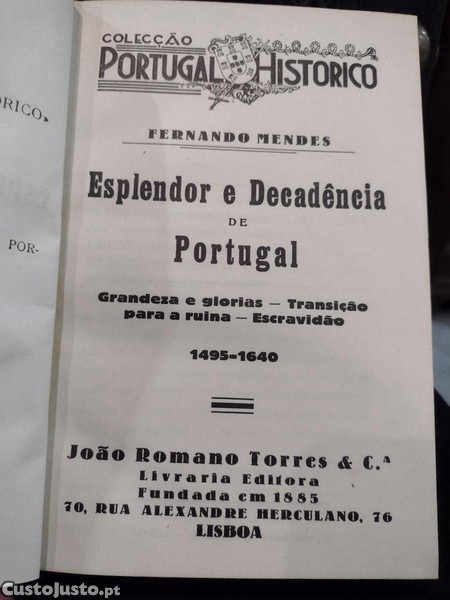 ORICO,
POR-
COLECÇÃO
PORTUGAL HISTORICO
FERNANDO MENDES
Esplendor e Decadência
DE
Portugal
Grandeza e glorias — Transição
para a ruina — Escravidão
1495-1640
João Romano Torres & C.ª
Livraria Editora
Fundada em 1885
70, RUA ALEXANDRE HERCULANO, 76
LISBOA
CustoJusto.pt